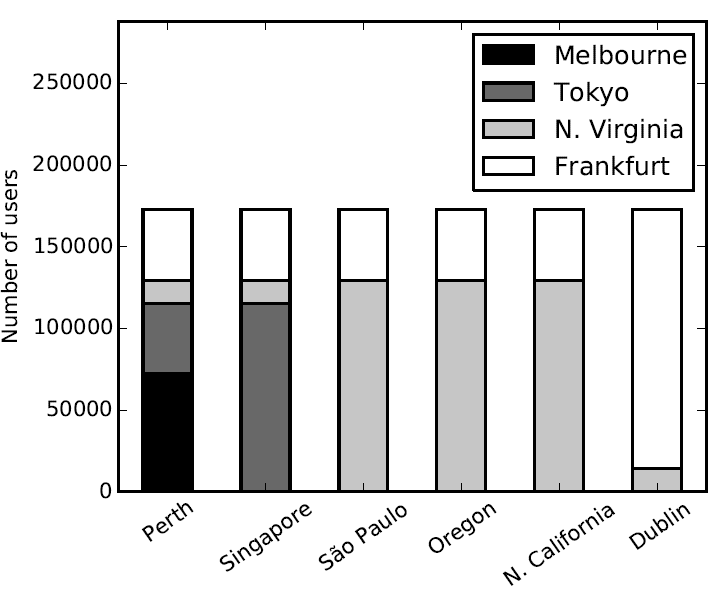 Number of users
250000
200000
150000
100000
50000
0
Melbourne
Tokyo
N. Virginia
Frankfurt
Perth
Singapore
São Paulo
Oregon
N. California
Dublin